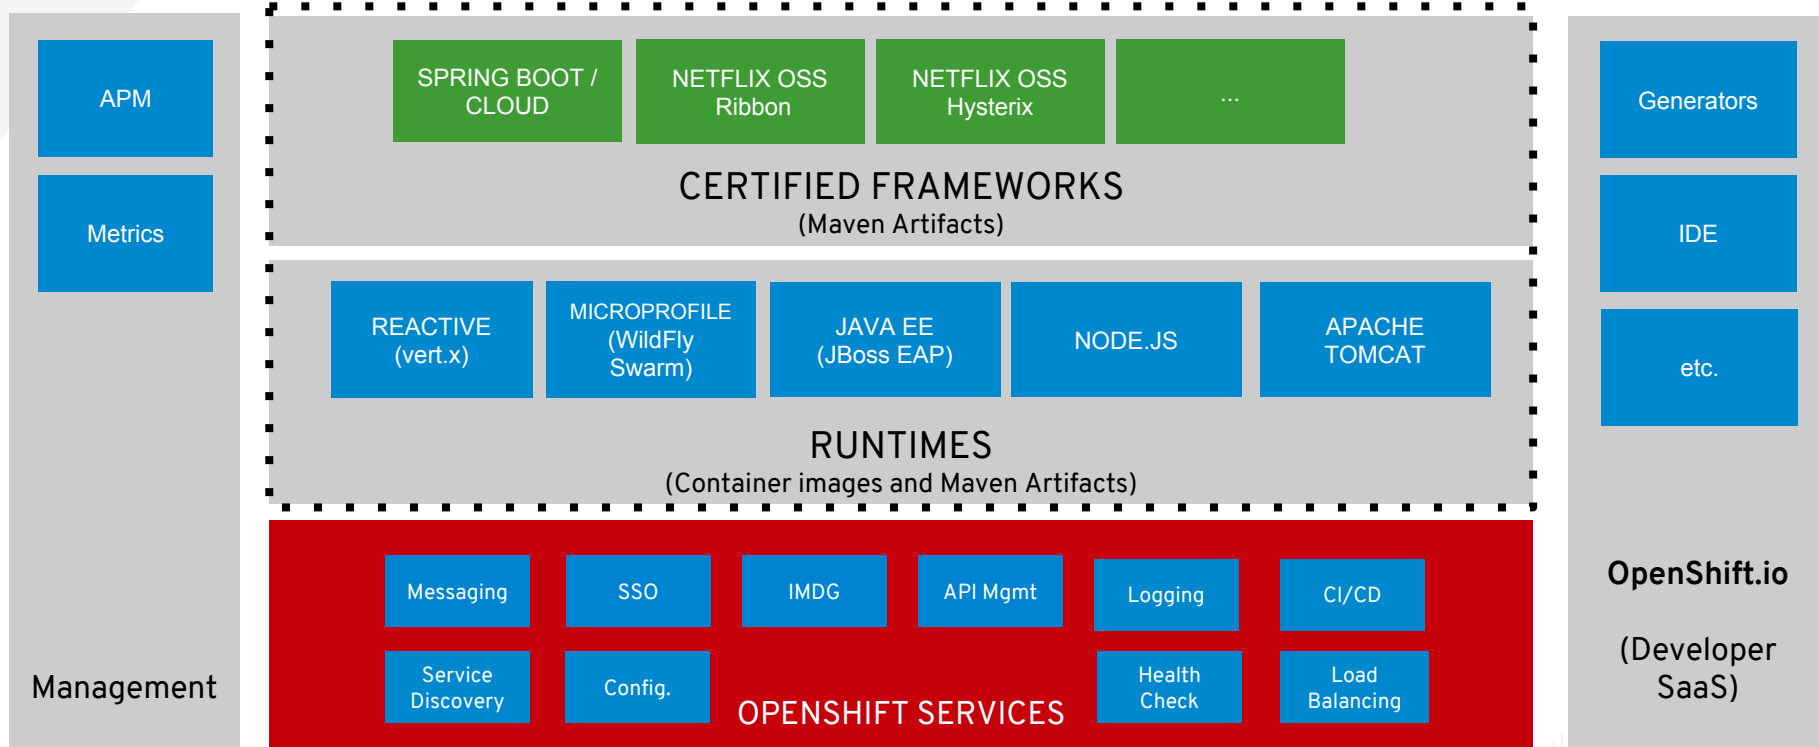 APM
Metrics
Management
SPRING BOOT /
CLOUD
NETFLIX OSS
Ribbon
NETFLIX OSS
Hysterix
...
CERTIFIED FRAMEWORKS
(Maven Artifacts)
REACTIVE
(vert.x)
MICROPROFILE
(WildFly
Swarm)
JAVA EE
(JBoss EAP)
NODE.JS
APACHE
TOMCAT
RUNTIMES
(Container images and Maven Artifacts)
Messaging
SSO
IMDG
API Mgmt
Logging
CI/CD
Service
Discovery
Config.
Health
Check
Load
Balancing
OPENSHIFT SERVICES
Generators
IDE
etc.
OpenShift.io
(Developer
SaaS)